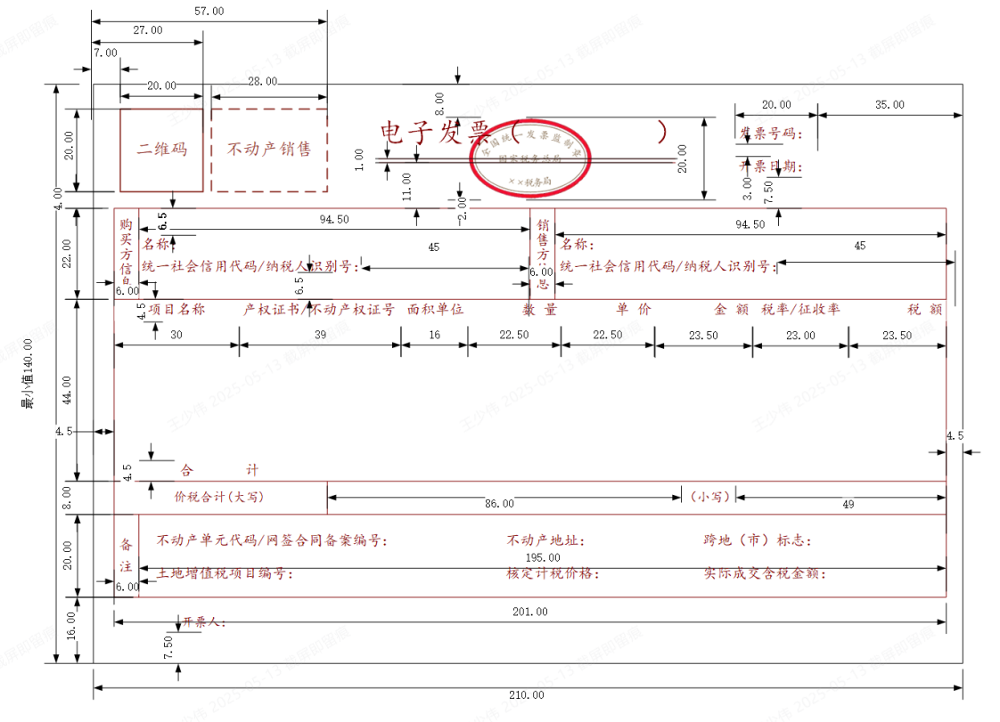 57.00
27.00
7.00
20.00
28.00
8.00
20.00
35.00
二维码
不动产销售
电子发票（ ）
全国统一发票监制章
国家税务总局
××税务局
发票号码：
开票日期：
20.00
4.00
1.00
11.00
2.00
20.00
3.00
7.50
购买方信息
6.5
94.50
名称：
45
统一社会信用代码/纳税人识别号：
6.5
6.00
22.00
销售方信息
94.50
名称：
45
统一社会信用代码/纳税人识别号：
6.00
4.5
项目名称 产权证书/不动产权证号 面积单位 数 量 单 价 金 额 税率/征收率 税 额
30 39 16 22.50 22.50 23.50 23.00 23.50
最小值140.00
44.00
4.5
4.5
4.5
合 计
8.00
价税合计(大写) 86.00 (小写) 49
20.00
备注
不动产单元代码/网签合同备案编号： 不动产地址： 跨地（市）标志：
195.00
土地增值税项目编号： 核定计税价格： 实际成交含税金额：
6.00
201.00
16.00
开票人：
7.50
210.00
王少伟 2025-05-13 截屏即留痕